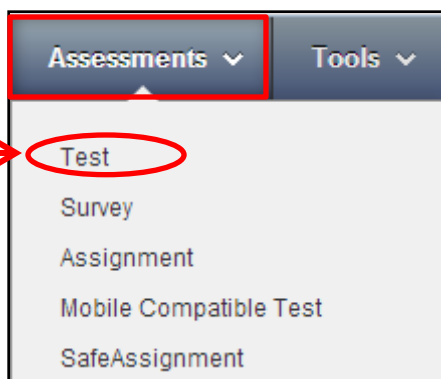 Assessments Tools
Test
Survey
Assignment
Mobile Compatible Test
SafeAssignment